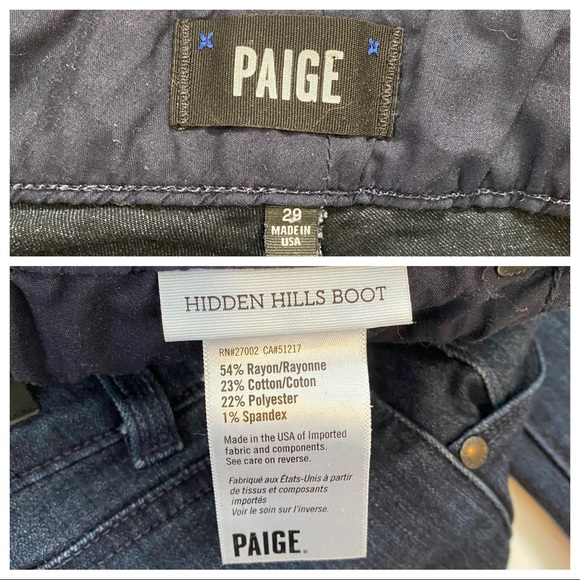 PAIGE
29
MADE IN
USA
HIDDEN HILLS BOOT
RN#27002 CA#51217
54% Rayon/Rayonne
23% Cotton/Coton
22% Polyester
1% Spandex
Made in the USA of Imported
fabric and components.
See care on reverse.
Fabriqué aux États-Unis à partir
de tissus et composants
importés
Voir le soin sur l'inverse.
PAIGE.